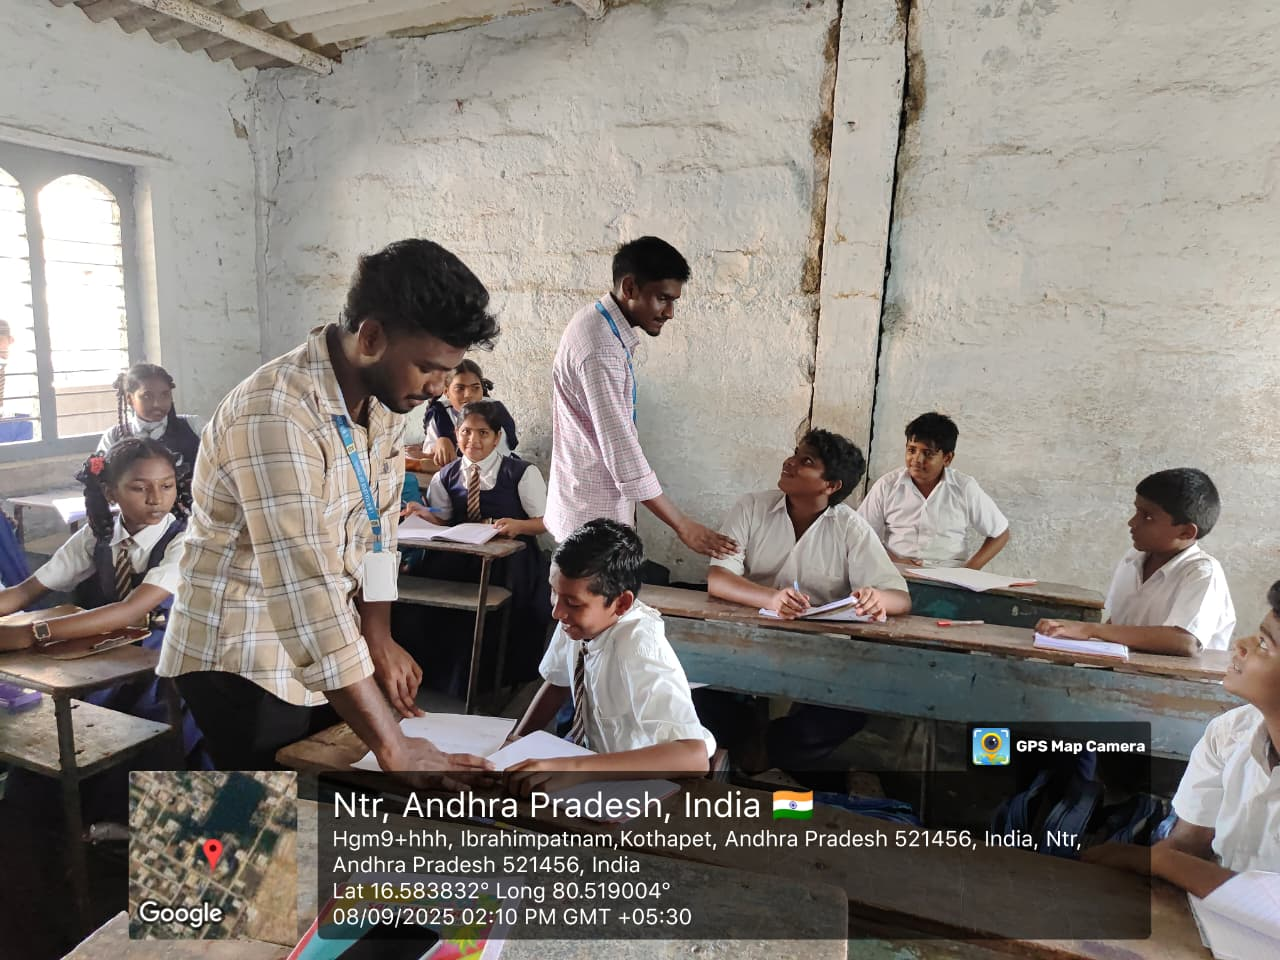 GPS Map Camera
Ntr, Andhra Pradesh, India 🇮🇳
Hgm9+hhh, Ibrahimpatnam,Kothapet, Andhra Pradesh 521456, India, Ntr,
Andhra Pradesh 521456, India
Lat 16.583832° Long 80.519004°
08/09/2025 02:10 PM GMT +05:30
Google